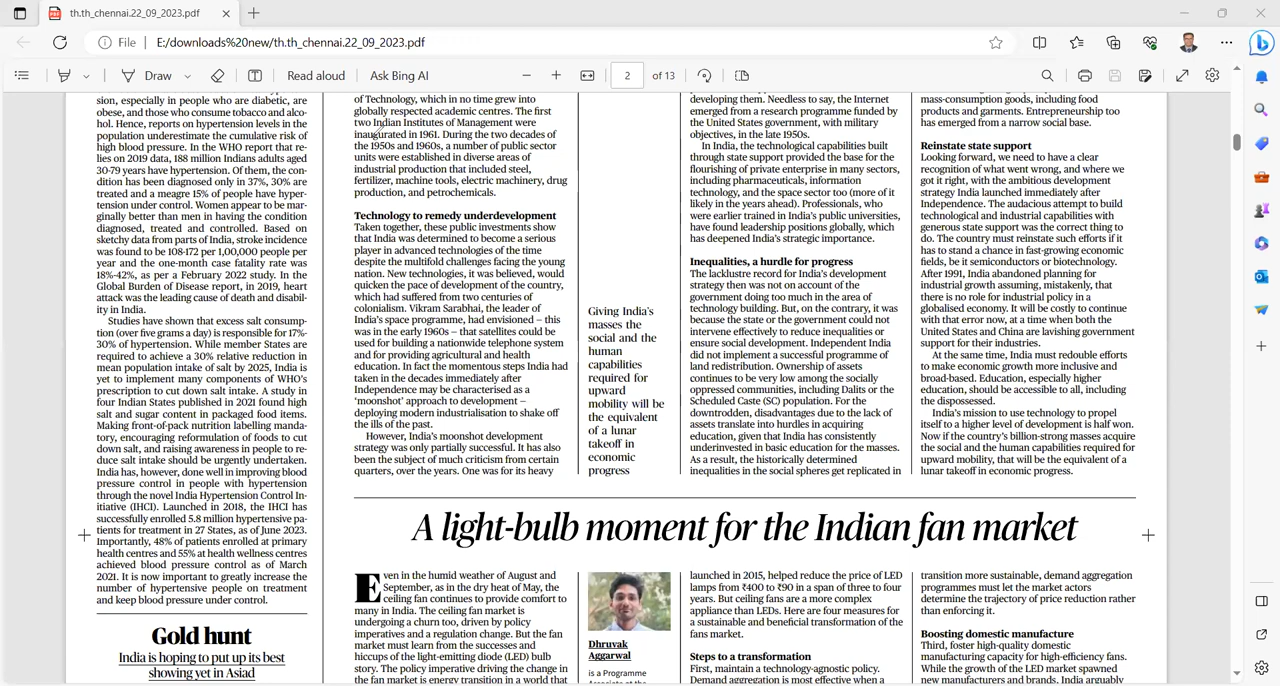 th.th_chennai.22_09_2023.pdf
File
E:/downloads%20new/th.th_chennai.22_09_2023.pdf
Draw
Read aloud
Ask Bing AI
2
of 13
sion, especially in people who are diabetic, are
obese, and those who consume tobacco and alco-
hol. Hence, reports on hypertension levels in the
population underestimate the cumulative risk of
high blood pressure. In the WHO report that re-
lies on 2019 data, 188 million Indians adults aged
30-79 years have hypertension. Of them, the con-
dition has been diagnosed only in 37%, 30% are
treated and a meagre 15% of people have hyper-
tension under control. Women appear to be mar-
ginally better than men in having the condition
diagnosed, treated and controlled. Based on
sketchy data from parts of India, stroke incidence
was found to be 108-172 per 1,00,000 people per
year and the one-month case fatality rate was
18%-42%, as per a February 2022 study. In the
Global Burden of Disease report, in 2019, heart
attack was the leading cause of death and disabil-
ity in India.
Studies have shown that excess salt consump-
tion (over five grams a day) is responsible for 17%-
30% of hypertension. While member States are
required to achieve a 30% relative reduction in
mean population intake of salt by 2025, India is
yet to implement many components of WHO's
prescription to cut down salt intake. A study in
four Indian States published in 2021 found high
salt and sugar content in packaged food items.
Making front-of-pack nutrition labelling manda-
tory, encouraging reformulation of foods to cut
down salt, and raising awareness in people to re-
duce salt intake should be urgently undertaken.
India has, however, done well in improving blood
pressure control in people with hypertension
through the novel India Hypertension Control In-
itiative (IHCI). Launched in 2018, the IHCI has
successfully enrolled 5.8 million hypertensive pa-
tients for treatment in 27 States, as of June 2023.
Importantly, 48% of patients enrolled at primary
health centres and 55% at health wellness centres
achieved blood pressure control as of March
2021. It is now important to greatly increase the
number of hypertensive people on treatment
and keep blood pressure under control.
Gold hunt
India is hoping to put up its best
showing yet in Asiad
of Technology, which in no time grew into
globally respected academic centres. The first
two Indian Institutes of Management were
inaugurated in 1961. During the two decades of
the 1950s and 1960s, a number of public sector
units were established in diverse areas of
industrial production that included steel,
fertilizer, machine tools, electric machinery, drug
production, and petrochemicals.
Technology to remedy underdevelopment
Taken together, these public investments show
that India was determined to become a serious
player in advanced technologies of the time
despite the multifold challenges facing the young
nation. New technologies, it was believed, would
quicken the pace of development of the country,
which had suffered from two centuries of
colonialism. Vikram Sarabhai, the leader of
India's space programme, had envisioned – this
was in the early 1960s – that satellites could be
used for building a nationwide telephone system
and for providing agricultural and health
education. In fact the momentous steps India had
taken in the decades immediately after
Independence may be characterised as a
'moonshot' approach to development –
deploying modern industrialisation to shake off
the ills of the past.
However, India's moonshot development
strategy was only partially successful. It has also
been the subject of much criticism from certain
quarters, over the years. One was for its heavy
Giving India's
masses the
social and the
human
capabilities
required for
upward
mobility will be
the equivalent
of a lunar
takeoff in
economic
progress
developing them. Needless to say, the Internet
emerged from a research programme funded by
the United States government, with military
objectives, in the late 1950s.
In India, the technological capabilities built
through state support provided the base for the
flourishing of private enterprise in many sectors,
including pharmaceuticals, information
technology, and the space sector too (more of it
likely in the years ahead). Professionals, who
were earlier trained in India's public universities,
have found leadership positions globally, which
has deepened India's strategic importance.
Inequalities, a hurdle for progress
The lacklustre record for India's development
strategy then was not on account of the
government doing too much in the area of
technology building. But, on the contrary, it was
because the state or the government could not
intervene effectively to reduce inequalities or
ensure social development. Independent India
did not implement a successful programme of
land redistribution. Ownership of assets
continues to be very low among the socially
oppressed communities, including Dalits or the
Scheduled Caste (SC) population. For the
downtrodden, disadvantages due to the lack of
assets translate into hurdles in acquiring
education, given that India has consistently
underinvested in basic education for the masses.
As a result, the historically determined
inequalities in the social spheres get replicated in
mass-consumption goods, including food
products and garments. Entrepreneurship too
has emerged from a narrow social base.
Reinstate state support
Looking forward, we need to have a clear
recognition of what went wrong, and where we
got it right, with the ambitious development
strategy India launched immediately after
Independence. The audacious attempt to build
technological and industrial capabilities with
generous state support was the correct thing to
do. The country must reinstate such efforts if it
has to stand a chance in fast-growing economic
fields, be it semiconductors or biotechnology.
After 1991, India abandoned planning for
industrial growth assuming, mistakenly, that
there is no role for industrial policy in a
globalised economy. It will be costly to continue
with that error now, at a time when both the
United States and China are lavishing government
support for their industries.
At the same time, India must redouble efforts
to make economic growth more inclusive and
broad-based. Education, especially higher
education, should be accessible to all, including
the dispossessed.
India's mission to use technology to propel
itself to a higher level of development is half won.
Now if the country's billion-strong masses acquire
the social and the human capabilities required for
upward mobility, that will be the equivalent of a
lunar takeoff in economic progress.
A light-bulb moment for the Indian fan market
Even in the humid weather of August and
September, as in the dry heat of May, the
ceiling fan continues to provide comfort to
many in India. The ceiling fan market is
undergoing a churn too, driven by policy
imperatives and a regulation change. But the fan
market must learn from the successes and
hiccups of the light-emitting diode (LED) bulb
story. The policy imperative driving the change in
the fan market is energy transition in a world that
Dhruvak
Aggarwal
is a Programme
Associate at the
launched in 2015, helped reduce the price of LED
lamps from ₹400 to ₹90 in a span of three to four
years. But ceiling fans are a more complex
appliance than LEDs. Here are four measures for
a sustainable and beneficial transformation of the
fans market.
Steps to a transformation
First, maintain a technology-agnostic policy.
Demand aggregation is most effective when a
transition more sustainable, demand aggregation
programmes must let the market actors
determine the trajectory of price reduction rather
than enforcing it.
Boosting domestic manufacture
Third, foster high-quality domestic
manufacturing capacity for high-efficiency fans.
While the growth of the LED market spawned
new manufacturers and brands, India arguably